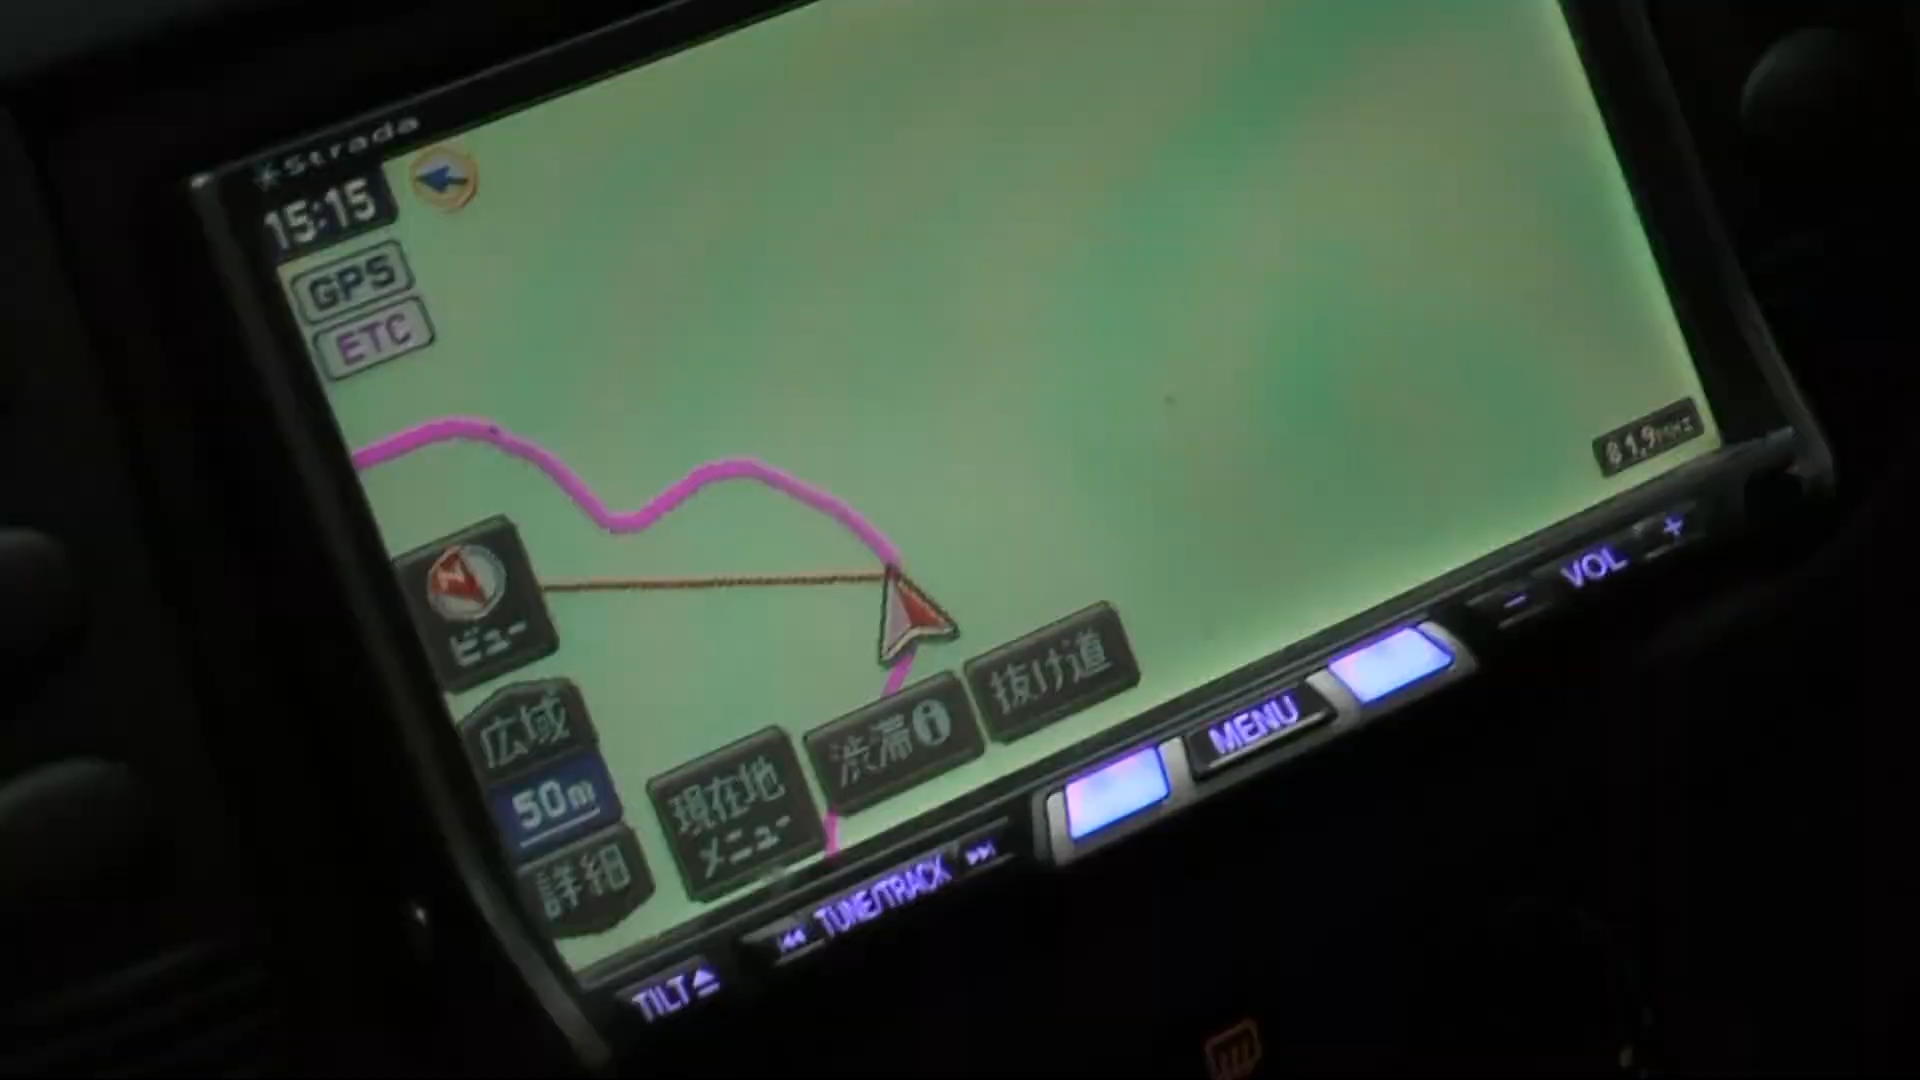 Strada
15:15
GPS
ETC
N
ビュー
広域
50m
詳細
現在地
メニュー
渋滞i
抜け道
TILT
TUNE/TRACK
MENU
- VOL +